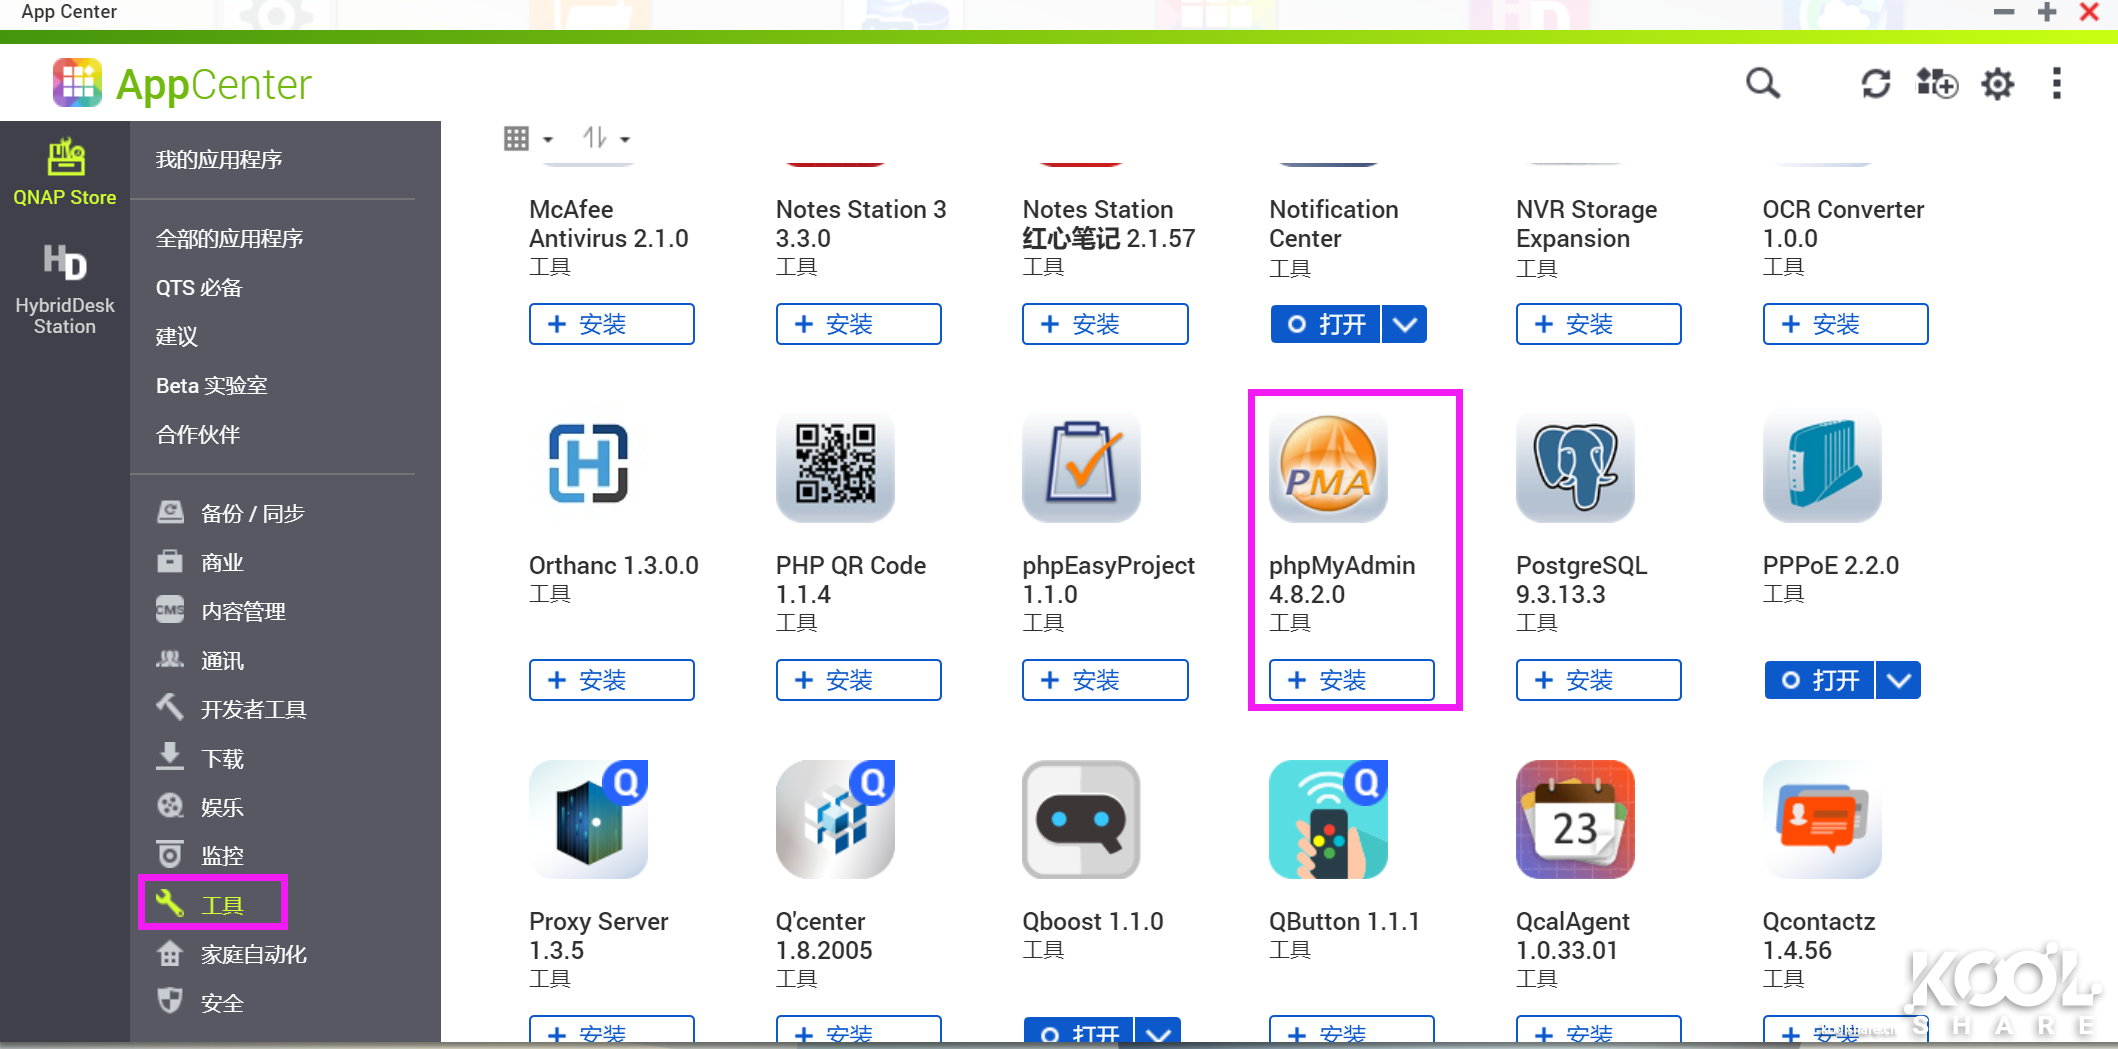 App Center
AppCenter
QNAP Store
HD
HybridDesk
Station
我的应用程序
全部的应用程序
QTS 必备
建议
Beta 实验室
合作伙伴
备份 / 同步
商业
CMS
内容管理
通讯
开发者工具
下载
娱乐
监控
工具
家庭自动化
安全
McAfee
Antivirus 2.1.0
工具
+ 安装
Notes Station 3
3.3.0
工具
+ 安装
Notes Station
红心笔记 2.1.57
工具
+ 安装
Notification
Center
工具
打开
NVR Storage
Expansion
工具
+ 安装
OCR Converter
1.0.0
工具
+ 安装
H
Orthanc 1.3.0.0
工具
+ 安装
PHP QR Code
1.1.4
工具
+ 安装
phpEasyProject
1.1.0
工具
+ 安装
PMA
phpMyAdmin
4.8.2.0
工具
+ 安装
PostgreSQL
9.3.13.3
工具
+ 安装
PPPoE 2.2.0
工具
打开
Q
Proxy Server
1.3.5
工具
+ 安装
Q
Q'center
1.8.2005
工具
+ 安装
Qboost 1.1.0
工具
打开
Q
QButton 1.1.1
工具
+ 安装
23
QcalAgent
1.0.33.01
工具
+ 安装
Qcontactz
1.4.56
工具
+ 安装
KOOL
SHARE